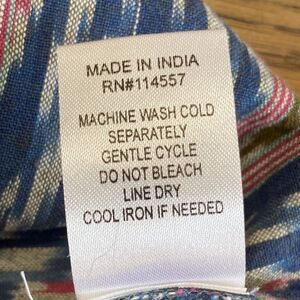 MADE IN INDIA
RN#114557
MACHINE WASH COLD
SEPARATELY
GENTLE CYCLE
DO NOT BLEACH
LINE DRY
COOL IRON IF NEEDED